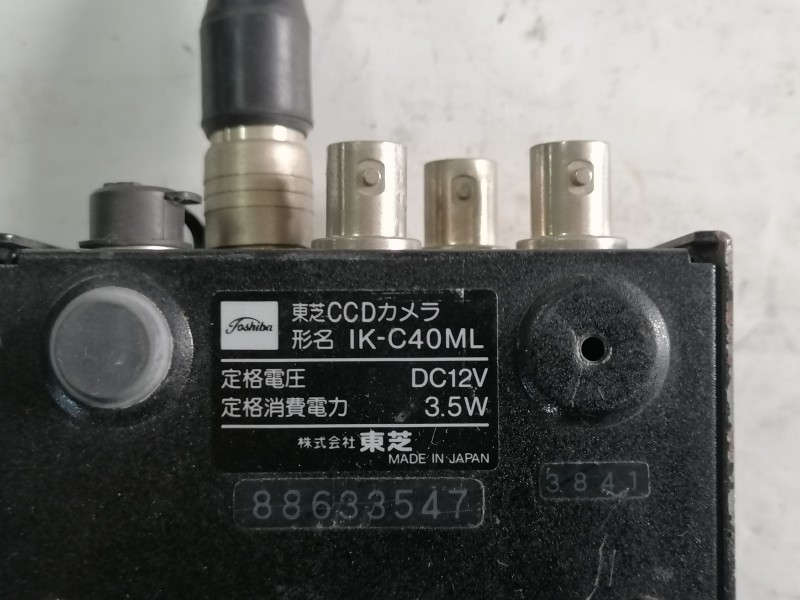 Toshiba
東芝CCDカメラ
形名 IK-C40ML
定格電圧 DC12V
定格消費電力 3.5W
株式会社 東芝
MADE IN JAPAN
88633547
3841